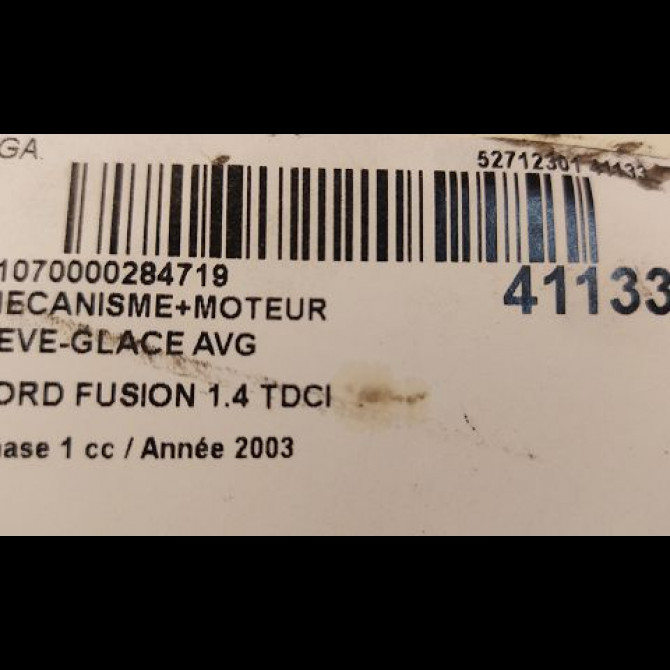 GA.
52712301 41133
1070000284719
41133
MECANISME+MOTEUR
EVE-GLACE AVG
ORD FUSION 1.4 TDCI
hase 1 cc / Année 2003